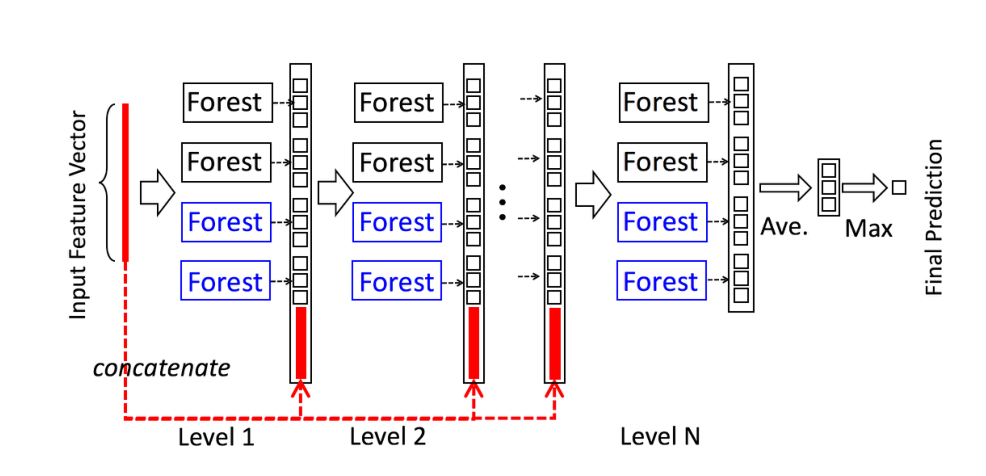 Input Feature Vector
Forest
Forest
Forest
Forest
concatenate
Level 1
Forest
Forest
Forest
Forest
Level 2
Forest
Forest
Forest
Forest
Level N
Ave.
Max
Final Prediction